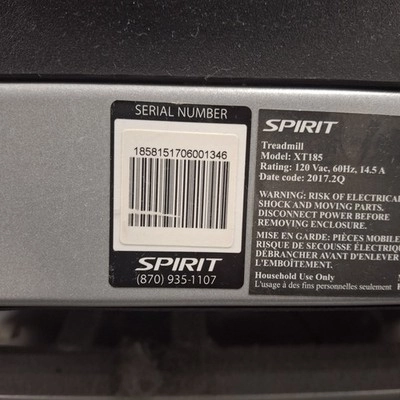 SERIAL NUMBER
1858151706001346
SPIRIT
(870) 935-1107
SPIRIT
Treadmill
Model: XT185
Rating: 120 Vac, 60Hz, 14.5 A
Date code: 2017.2Q
WARNING: RISK OF ELECTRICAL
SHOCK AND MOVING PARTS.
DISCONNECT POWER BEFORE
REMOVING ENCLOSURE.
MISE EN GARDE: PIÈCES MOBILE
RISQUE DE SECOUSSE ÉLECTRIQ
DÉBRANCHER AVANT D'ENLEVER
L'EMBOÎTEMENT.
Household Use Only
L'usage à des fins personnelles seulement